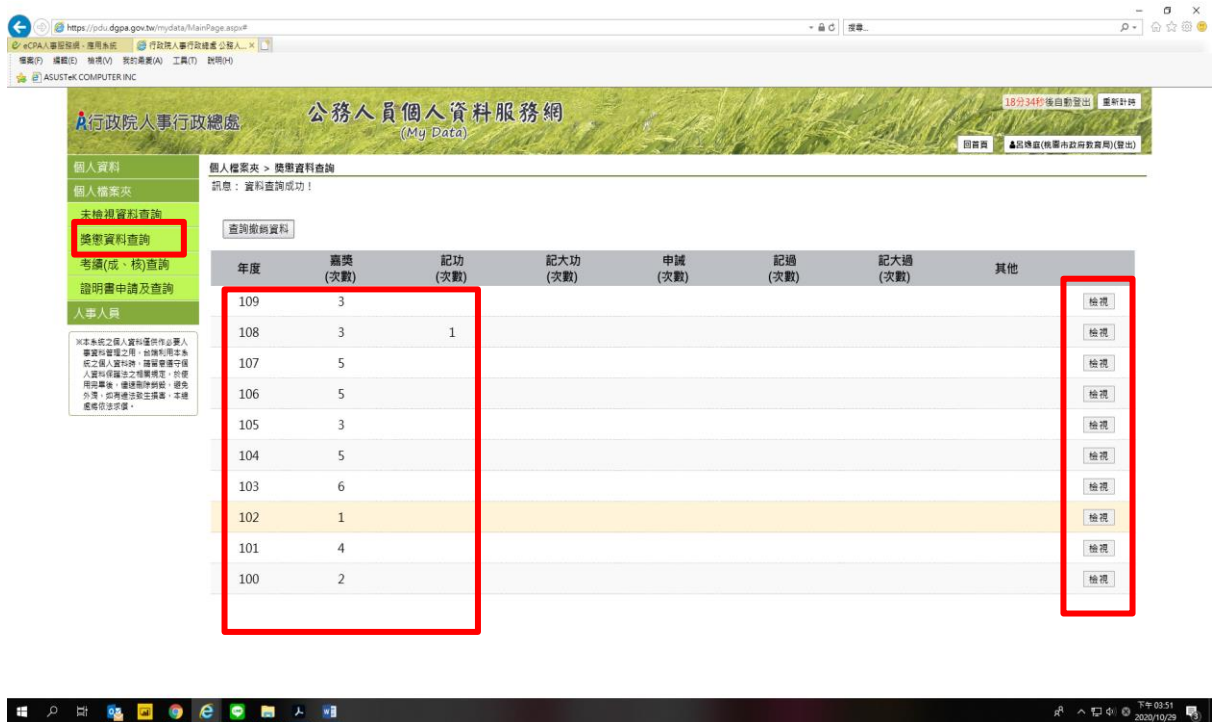 https://pdu.dgpa.gov.tw/mydata/MainPage.aspx#
搜尋...
eCPA人事服務網 - 應用系統
行政院人事行政總處 公務人...
檔案(F) 編輯(E) 檢視(V) 我的最愛(A) 工具(T) 說明(H)
ASUSTeK COMPUTER INC
行政院人事行政總處
公務人員個人資料服務網
(My Data)
18分34秒後自動登出 重新計時
回首頁
(桃園市政府教育局)(登出)
個人資料
個人檔案夾
未檢視資料查詢
獎懲資料查詢
考績(成、核)查詢
證明書申請及查詢
人事人員
※本系統之個人資料僅供作必要人
事資料管理之用，台端利用本系
統之個人資料時，請留意遵守個
人資料保護法之相關規定，於使
用完畢後，儘速刪除銷毀，避免
外洩，如有違法致生損害，本總
處將依法求償。
個人檔案夾 > 獎懲資料查詢
訊息： 資料查詢成功！
查詢撤銷資料
年度 嘉獎(次數) 記功(次數) 記大功(次數) 申誡(次數) 記過(次數) 記大過(次數) 其他
109 3 檢視
108 3 1 檢視
107 5 檢視
106 5 檢視
105 3 檢視
104 5 檢視
103 6 檢視
102 1 檢視
101 4 檢視
100 2 檢視
下午 03:51
2020/10/29